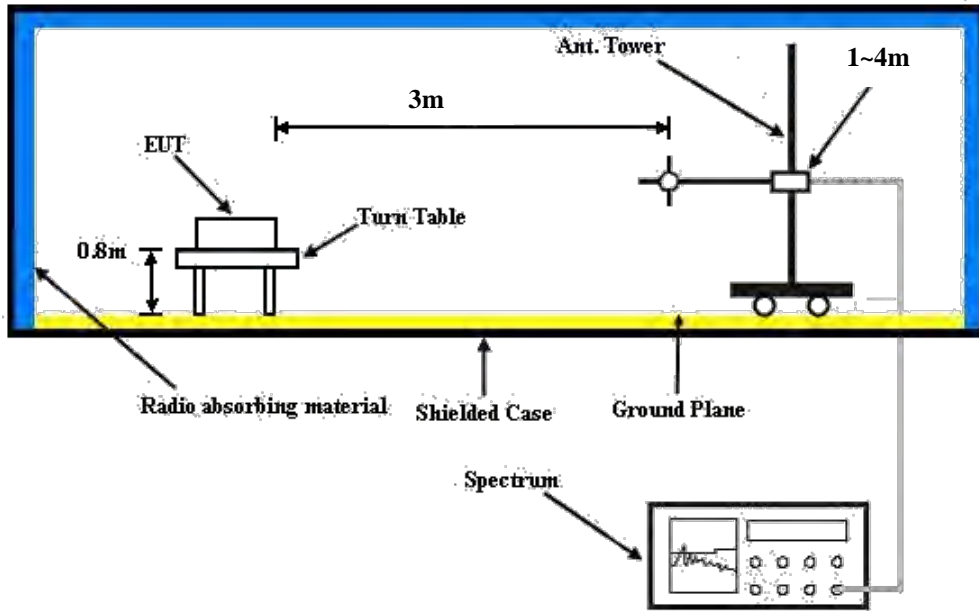 Ant. Tower
1~4m
3m
EUT
Turn Table
0.8m
Radio absorbing material
Shielded Case
Ground Plane
Spectrum